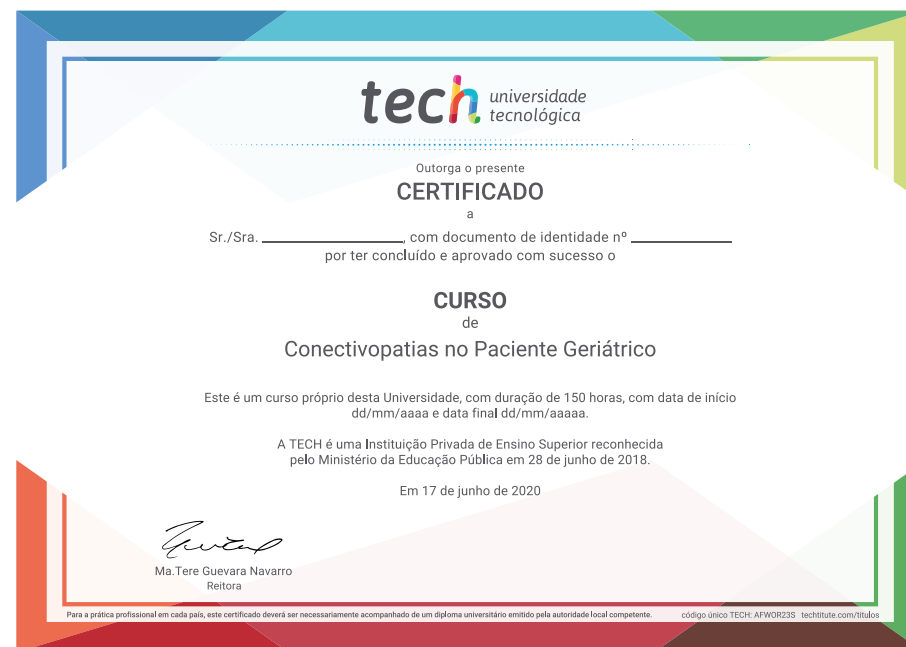 tech universidade
tecnológica
Outorga o presente
CERTIFICADO
a
Sr./Sra. ____________, com documento de identidade nº ____________
por ter concluído e aprovado com sucesso o
CURSO
de
Conectivopatias no Paciente Geriátrico
Este é um curso próprio desta Universidade, com duração de 150 horas, com data de início
dd/mm/aaaa e data final dd/mm/aaaaa.
A TECH é uma Instituição Privada de Ensino Superior reconhecida
pelo Ministério da Educação Pública em 28 de junho de 2018.
Em 17 de junho de 2020
Ma.Tere Guevara Navarro
Reitora
Para a prática profissional em cada país, este certificado deverá ser necessariamente acompanhado de um diploma universitário emitido pela autoridade local competente. código único TECH: AFWOR23S techtitute.com/titulos